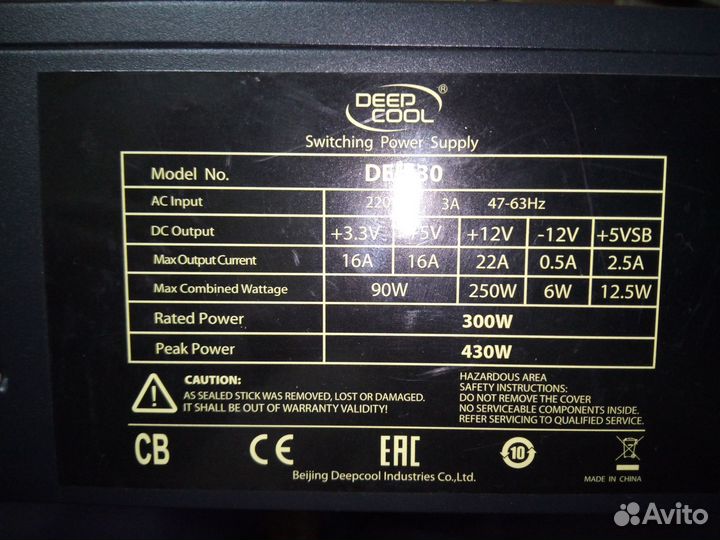 DEEP
COOL ®
Switching Power Supply
Model No.
AC Input 3A 47-63Hz
DC Output +3.3V +5V +12V -12V +5VSB
Max Output Current 16A 16A 22A 0.5A 2.5A
Max Combined Wattage 90W 250W 6W 12.5W
Rated Power 300W
Peak Power 430W
CAUTION:
AS SEALED STICK WAS REMOVED, LOST OR DAMAGED.
IT SHALL BE OUT OF WARRANTY VALIDITY!
HAZARDOUS AREA
SAFETY INSTRUCTIONS:
DO NOT REMOVE THE COVER
NO SERVICEABLE COMPONENTS INSIDE.
REFER SERVICING TO QUALIFIED SERVICE.
CB CE EAC 10
Beijing Deepcool Industries Co.,Ltd.
MADE IN CHINA
Avito